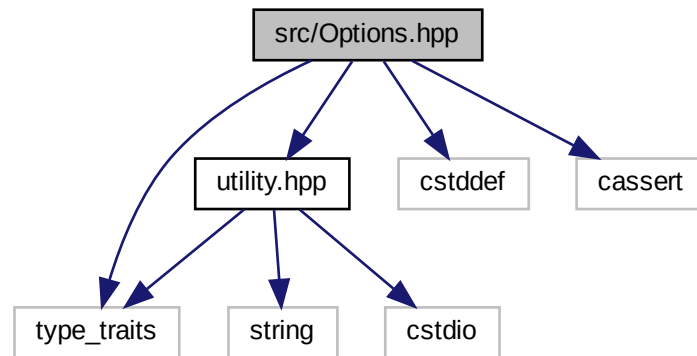 src/Options.hpp
utility.hpp
cstddef
cassert
type_traits
string
cstdio